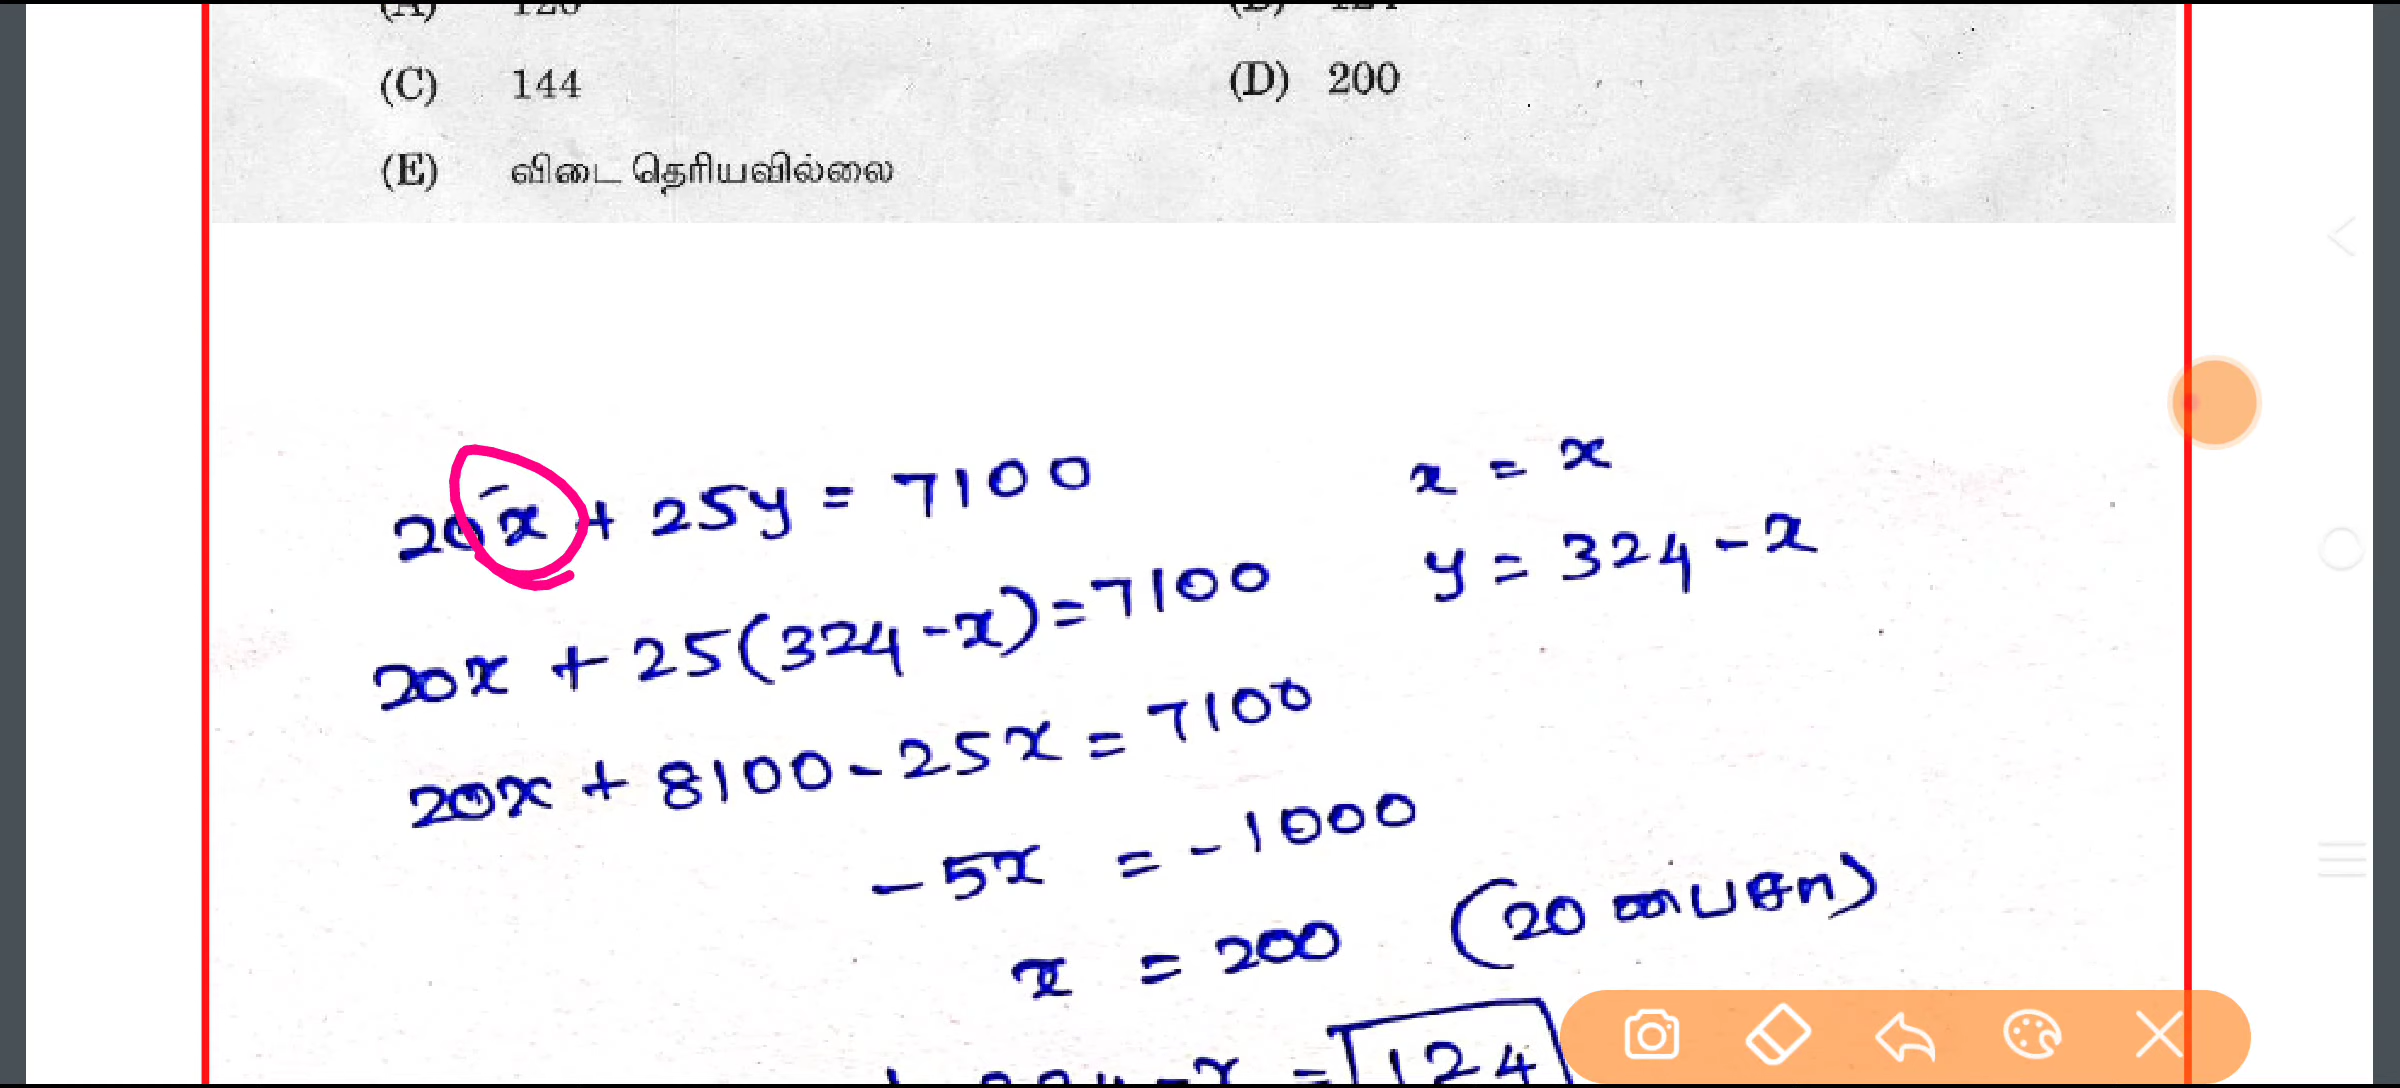 (C) 144 (D) 200
(E) விடை தெரியவில்லை
20x + 25y = 7100 x = x
y = 324 - x
20x + 25(324 - x) = 7100
20x + 8100 - 25x = 7100
- 5x = - 1000
x = 200 (20 பைசா)
124